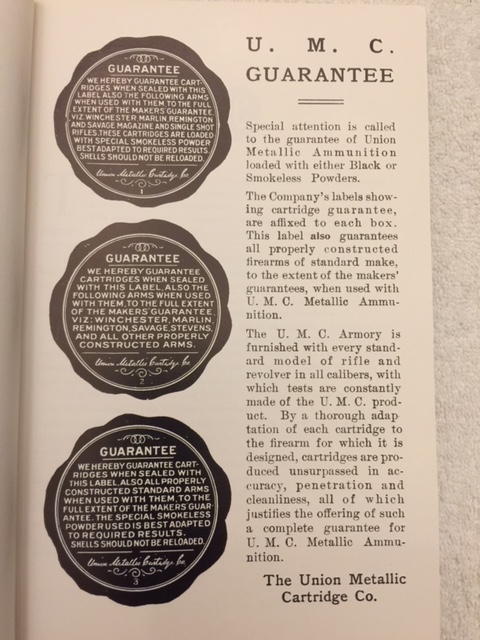 GUARANTEE
WE HEREBY GUARANTEE CART-
RIDGES WHEN SEALED WITH THIS
LABEL ALSO THE FOLLOWING ARMS
WHEN USED WITH THEM TO THE FULL
EXTENT OF THE MAKERS' GUARANTEE
VIZ: WINCHESTER MARLIN REMINGTON
AND SAVAGE MAGAZINE AND SINGLE SHOT
RIFLES. THESE CARTRIDGES ARE LOADED
WITH SPECIAL SMOKELESS POWDER
BEST ADAPTED TO REQUIRED RESULTS.
SHELLS SHOULD NOT BE RELOADED.
Union Metallic Cartridge Co.
1
GUARANTEE
WE HEREBY GUARANTEE
CARTRIDGES WHEN SEALED
WITH THIS LABEL, ALSO THE
FOLLOWING ARMS WHEN USED
WITH THEM, TO THE FULL EXTENT
OF THE MAKERS' GUARANTEE,
VIZ: WINCHESTER, MARLIN,
REMINGTON, SAVAGE, STEVENS,
AND ALL OTHER PROPERLY
CONSTRUCTED ARMS.
Union Metallic Cartridge Co
2
GUARANTEE
WE HEREBY GUARANTEE CART-
RIDGES WHEN SEALED WITH
THIS LABEL, ALSO ALL PROPERLY
CONSTRUCTED STANDARD ARMS
WHEN USED WITH THEM, TO THE
FULL EXTENT OF THE MAKERS GUAR-
ANTEE. THE SPECIAL SMOKELESS
POWDER USED IS BEST ADAPTED
TO REQUIRED RESULTS.
SHELLS SHOULD NOT BE RELOADED.
Union Metallic Cartridge Co.
3
U. M. C.
GUARANTEE
Special attention is called
to the guarantee of Union
Metallic Ammunition
loaded with either Black or
Smokeless Powders.
The Company's labels show-
ing cartridge guarantee,
are affixed to each box.
This label also guarantees
all properly constructed
firearms of standard make,
to the extent of the makers'
guarantees, when used with
U. M. C. Metallic Ammu-
nition.
The U. M. C. Armory is
furnished with every stand-
ard model of rifle and
revolver in all calibers, with
which tests are constantly
made of the U. M. C. prod-
uct. By a thorough adap
tation of each cartridge to
the firearm for which it is
designed, cartridges are pro-
duced unsurpassed in ac-
curacy, penetration and
cleanliness, all of which
justifies the offering of such
a complete guarantee for
U. M. C. Metallic Ammu-
nition.
The Union Metallic
Cartridge Co.